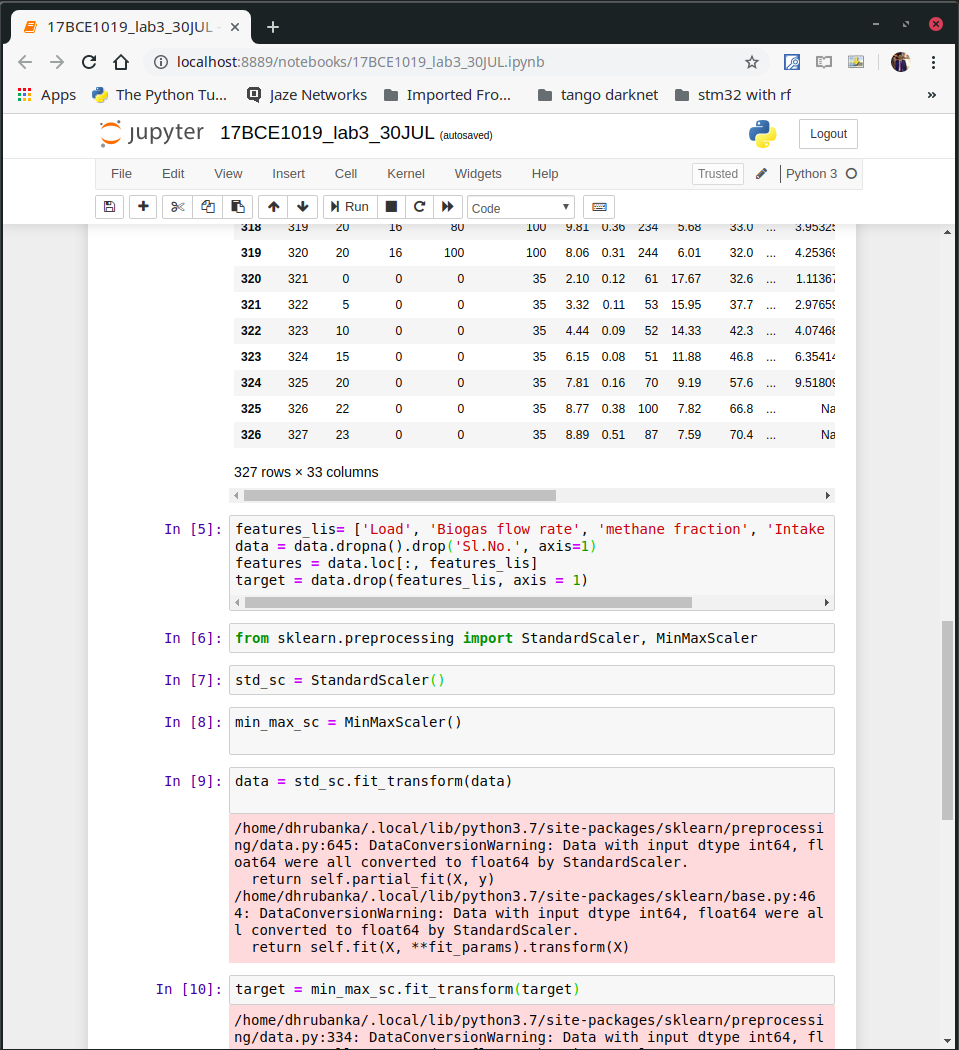 17BCE1019_lab3_30JUL -
localhost:8889/notebooks/17BCE1019_lab3_30JUL.ipynb
Apps The Python Tu... Jaze Networks Imported Fro... tango darknet stm32 with rf »
jupyter 17BCE1019_lab3_30JUL (autosaved) Logout
File Edit View Insert Cell Kernel Widgets Help Trusted Python 3
Run Code
318 319 20 16 80 100 9.81 0.36 234 5.68 33.0 ... 3.95325
319 320 20 16 100 100 8.06 0.31 244 6.01 32.0 ... 4.25369
320 321 0 0 0 35 2.10 0.12 61 17.67 32.6 ... 1.11367
321 322 5 0 0 35 3.32 0.11 53 15.95 37.7 ... 2.97659
322 323 10 0 0 35 4.44 0.09 52 14.33 42.3 ... 4.07468
323 324 15 0 0 35 6.15 0.08 51 11.88 46.8 ... 6.35414
324 325 20 0 0 35 7.81 0.16 70 9.19 57.6 ... 9.51809
325 326 22 0 0 35 8.77 0.38 100 7.82 66.8 ... Na
326 327 23 0 0 35 8.89 0.51 87 7.59 70.4 ... Na
327 rows × 33 columns
In [5]: features_lis= ['Load', 'Biogas flow rate', 'methane fraction', 'Intake
data = data.dropna().drop('Sl.No.', axis=1)
features = data.loc[:, features_lis]
target = data.drop(features_lis, axis = 1)
In [6]: from sklearn.preprocessing import StandardScaler, MinMaxScaler
In [7]: std_sc = StandardScaler()
In [8]: min_max_sc = MinMaxScaler()
In [9]: data = std_sc.fit_transform(data)
/home/dhrubanka/.local/lib/python3.7/site-packages/sklearn/preprocessi
ng/data.py:645: DataConversionWarning: Data with input dtype int64, fl
oat64 were all converted to float64 by StandardScaler.
return self.partial_fit(X, y)
/home/dhrubanka/.local/lib/python3.7/site-packages/sklearn/base.py:46
4: DataConversionWarning: Data with input dtype int64, float64 were al
l converted to float64 by StandardScaler.
return self.fit(X, **fit_params).transform(X)
In [10]: target = min_max_sc.fit_transform(target)
/home/dhrubanka/.local/lib/python3.7/site-packages/sklearn/preprocessi
ng/data.py:334: DataConversionWarning: Data with input dtype int64, fl